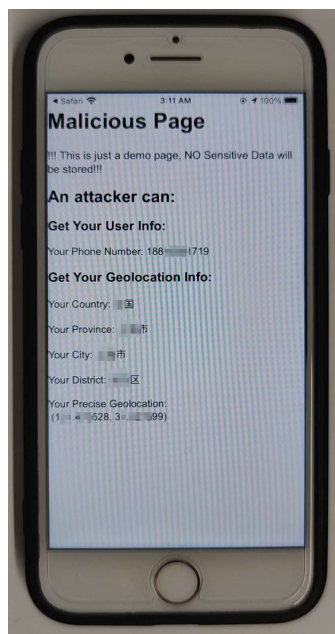 Safari
3:11 AM
100%
Malicious Page
!!! This is just a demo page, NO Sensitive Data will
be stored!!!
An attacker can:
Get Your User Info:
Your Phone Number: 188 1719
Get Your Geolocation Info:
Your Country: 国
Your Province: 市
Your City: 市
Your District: 区
Your Precise Geolocation:
(1 528, 3 99)